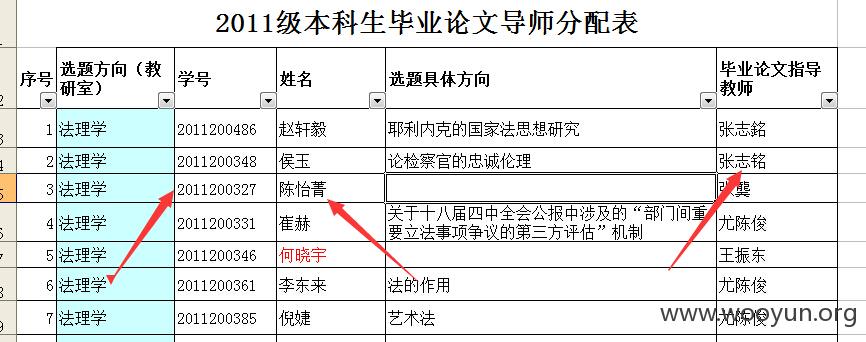 2011级本科生毕业论文导师分配表
序号 选题方向（教研室） 学号 姓名 选题具体方向 毕业论文指导教师
1 法理学 2011200486 赵轩毅 耶利内克的国家法思想研究 张志銘
2 法理学 2011200348 侯玉 论检察官的忠诚伦理 张志铭
3 法理学 2011200327 陈怡菁 张龑
4 法理学 2011200331 崔赫 关于十八届四中全会公报中涉及的“部门间重要立法事项争议的第三方评估”机制 尤陈俊
5 法理学 2011200346 何晓宇 王振东
6 法理学 2011200361 李东来 法的作用 尤陈俊
7 法理学 2011200385 倪婕 艺术法 尤陈俊
www.wooyun.org